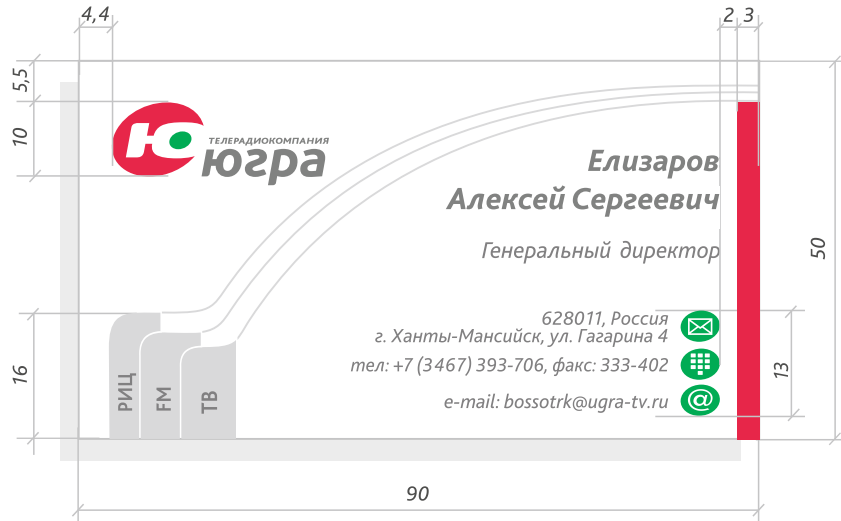 4,4
2 3
5,5
10
Ю
ТЕЛЕРАДИОКОМПАНИЯ
югра
Елизаров
Алексей Сергеевич
Генеральный директор
50
628011, Россия
г. Ханты-Мансийск, ул. Гагарина 4
тел: +7 (3467) 393-706, факс: 333-402
e-mail: bossotrk@ugra-tv.ru
@
13
16
РИЦ
FM
ТВ
90